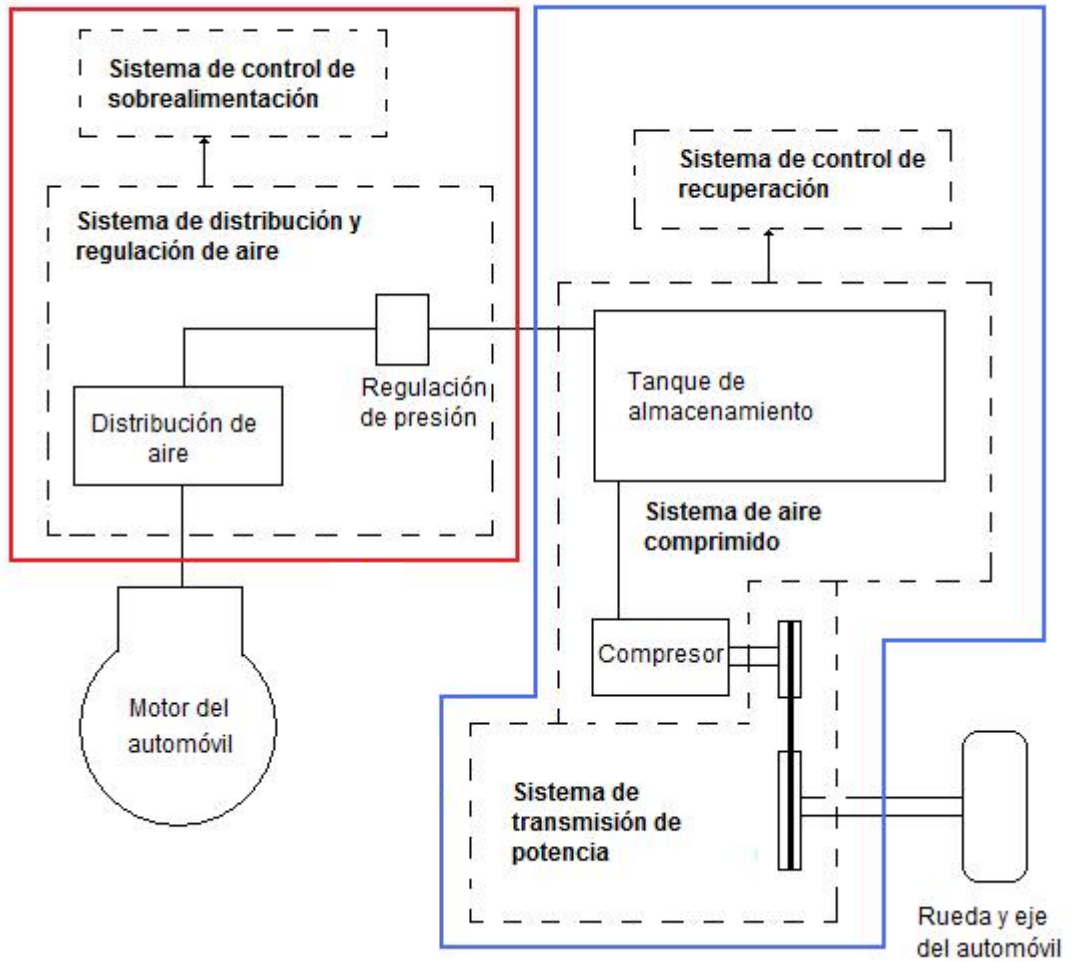 Sistema de control de
sobrealimentación
Sistema de distribución y
regulación de aire
Regulación
de presión
Distribución de
aire
Motor del
automóvil
Sistema de control de
recuperación
Tanque de
almacenamiento
Sistema de aire
comprimido
Compresor
Sistema de
transmisión de
potencia
Rueda y eje
del automóvil